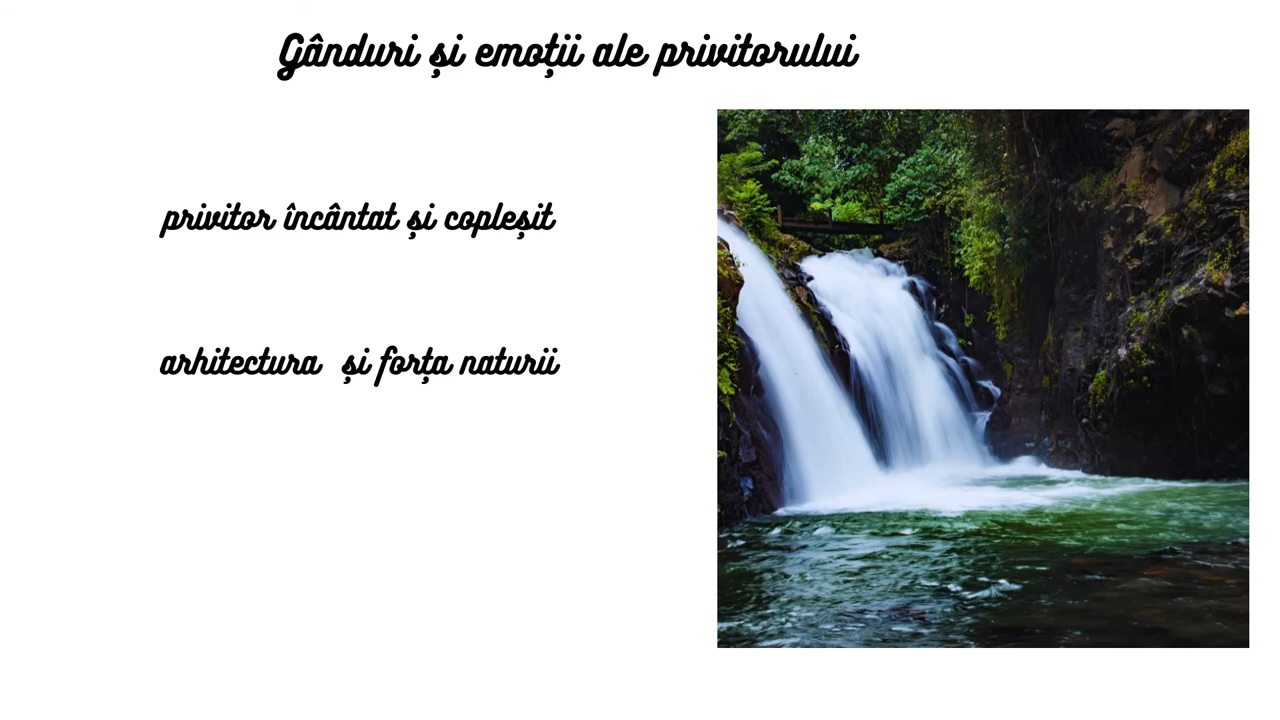 Gânduri și emoții ale privitorului
privitor încântat și copleșit
arhitectura și forța naturii